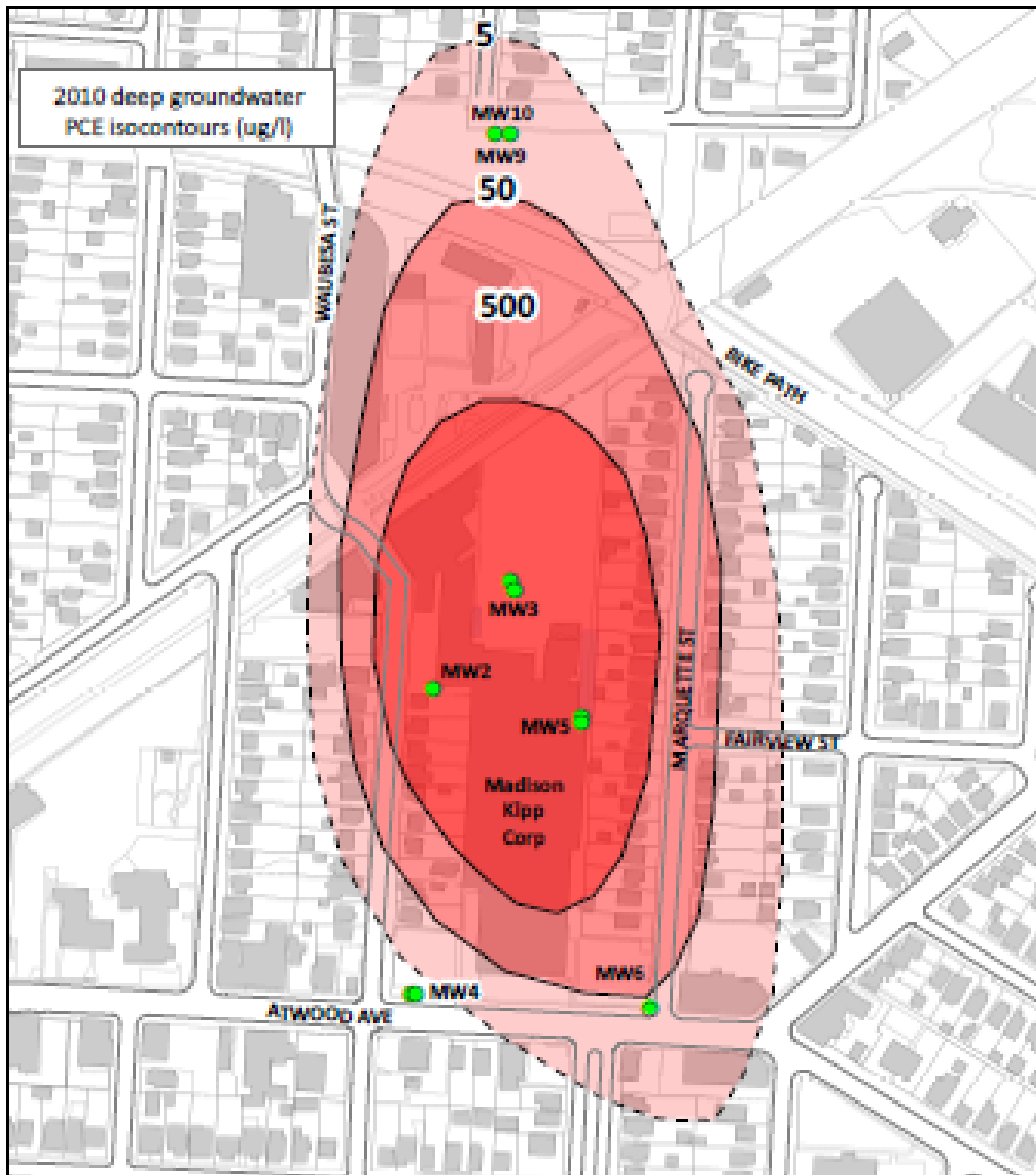 .5
2010 deep groundwater
PCE isocontours (ug/l)
MW10
MW9
50
WAUBESA ST
500
BIKE PATH
MW3
MW2
MARQUETTE ST
MW5
FAIRVIEW ST
Madison
Kipp
Corp
MW6
MW4
ATWOOD AVE